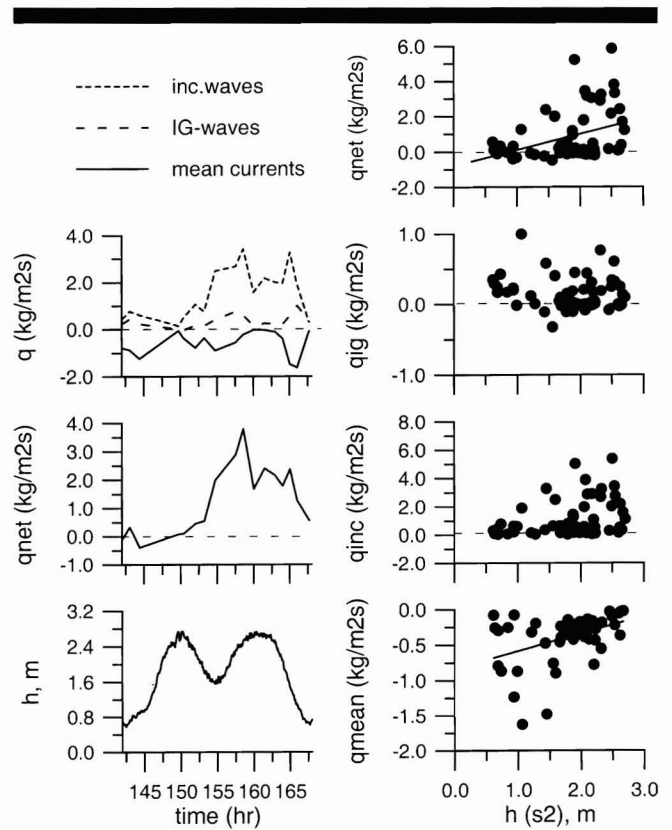 inc.waves
IG-waves
mean currents
6.0
4.0
2.0
0.0
-2.0
qnet (kg/m2s)
4.0
2.0
0.0
-2.0
q (kg/m2s)
1.0
0.0
-1.0
qig (kg/m2s)
4.0
3.0
2.0
1.0
0.0
-1.0
qnet (kg/m2s)
8.0
6.0
4.0
2.0
0.0
-2.0
qinc (kg/m2s)
3.2
2.4
1.6
0.8
0.0
h, m
145 150 155 160 165
time (hr)
0.0
-0.5
-1.0
-1.5
-2.0
qmean (kg/m2s)
0.0 1.0 2.0 3.0
h (s2), m